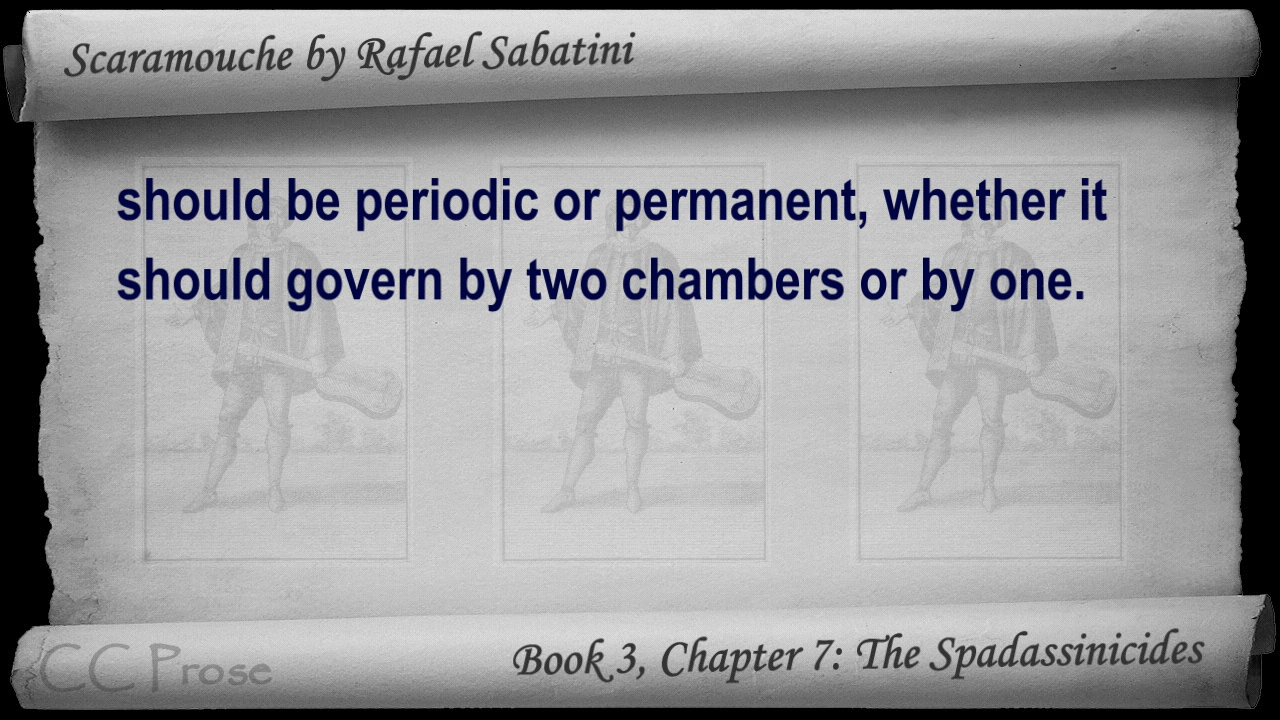 Scaramouche by Rafael Sabatini
should be periodic or permanent, whether it
should govern by two chambers or by one.
CC Prose
Book 3, Chapter 7: The Spadassinicides